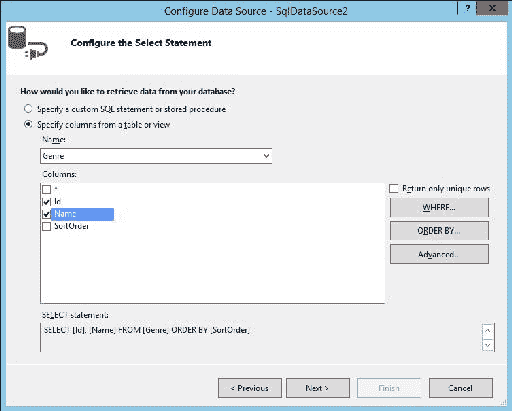 Configure Data Source - SqlDataSource2
?
x
Configure the Select Statement
How would you like to retrieve data from your database?
Specify a custom SQL statement or stored procedure
Specify columns from a table or view
Name:
Genre
Columns:
*
Id
Name
SortOrder
Return only unique rows
WHERE...
ORDER BY...
Advanced...
SELECT statement:
SELECT [Id], [Name] FROM [Genre] ORDER BY [SortOrder]
< Previous
Next >
Finish
Cancel